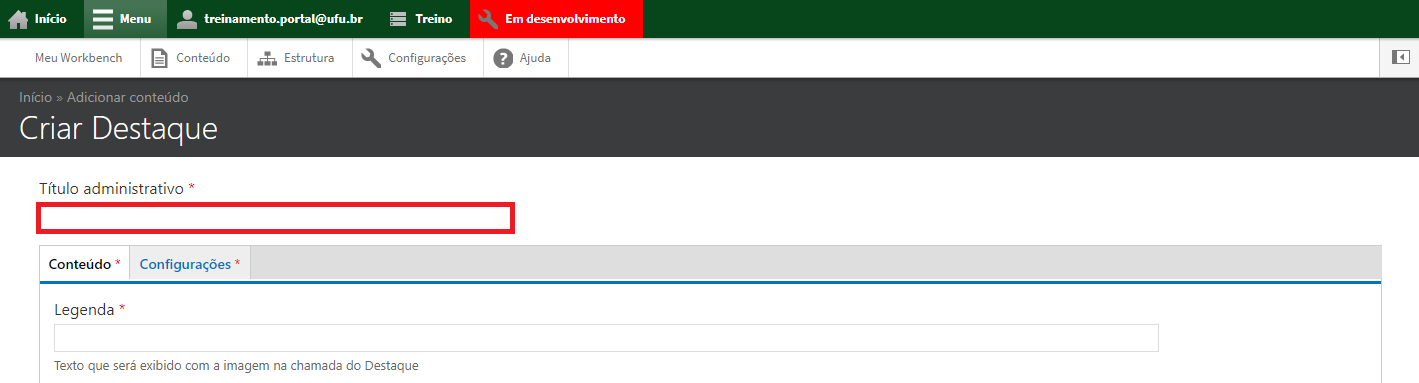 Início Menu treinamento.portal@ufu.br Treino Em desenvolvimento
Meu Workbench Conteúdo Estrutura Configurações Ajuda
Início » Adicionar conteúdo
Criar Destaque
Título administrativo *
Conteúdo * Configurações *
Legenda *
Texto que será exibido com a imagem na chamada do Destaque